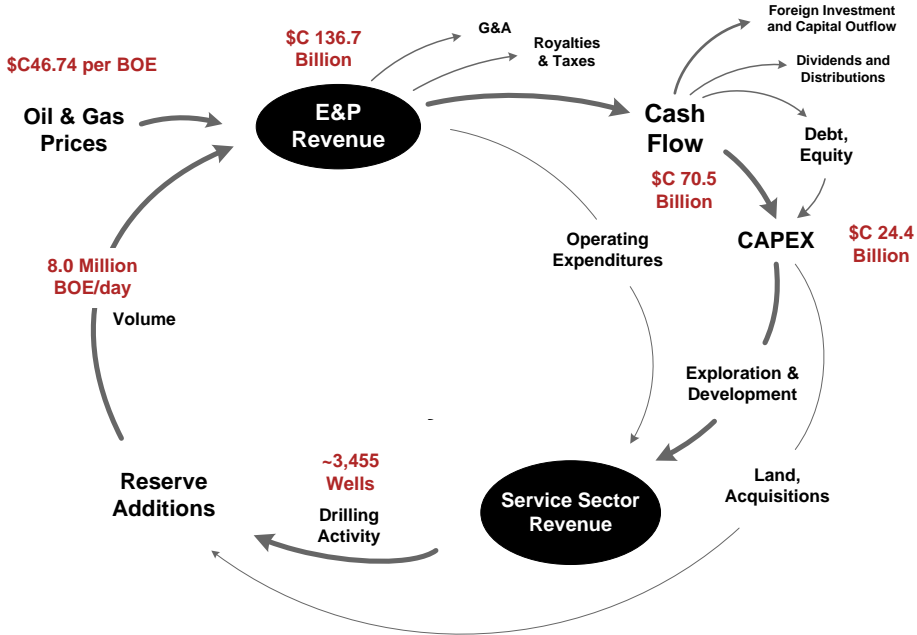 Foreign Investment
and Capital Outflow
G&A
$C 136.7
Billion
Royalties
& Taxes
$C46.74 per BOE
Dividends and
Distributions
Oil & Gas
Prices
E&P
Revenue
Cash
Flow
Debt,
Equity
$C 70.5
Billion
CAPEX
$C 24.4
Billion
Operating
Expenditures
8.0 Million
BOE/day
Volume
Exploration &
Development
~3,455
Wells
Drilling
Activity
Reserve
Additions
Service Sector
Revenue
Land,
Acquisitions